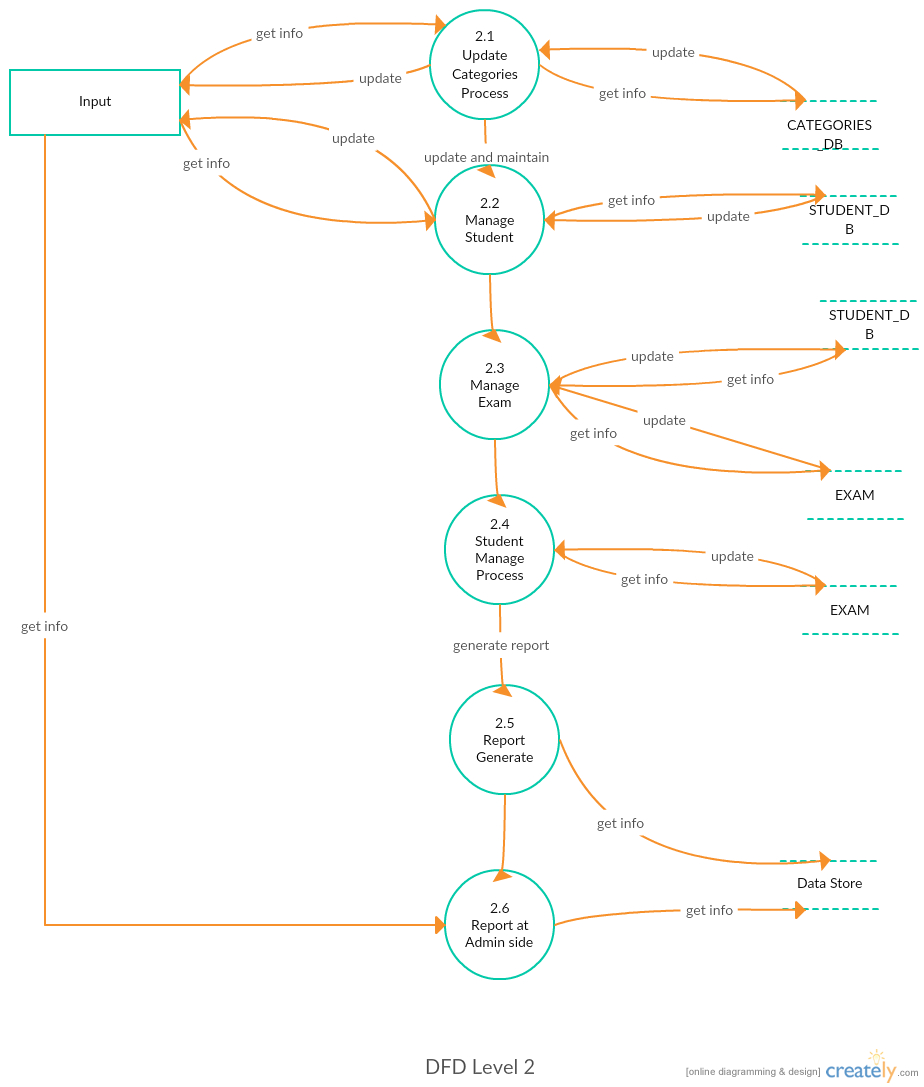 get info
2.1
Update
Categories
Process
update
update
get info
Input
CATEGORIES
_DB
update
get info
update and maintain
2.2
Manage
Student
get info
update
STUDENT_D
B
STUDENT_D
B
2.3
Manage
Exam
update
get info
update
get info
EXAM
2.4
Student
Manage
Process
update
get info
EXAM
get info
generate report
2.5
Report
Generate
get info
Data Store
2.6
Report at
Admin side
get info
DFD Level 2
[online diagramming & design] creately.com